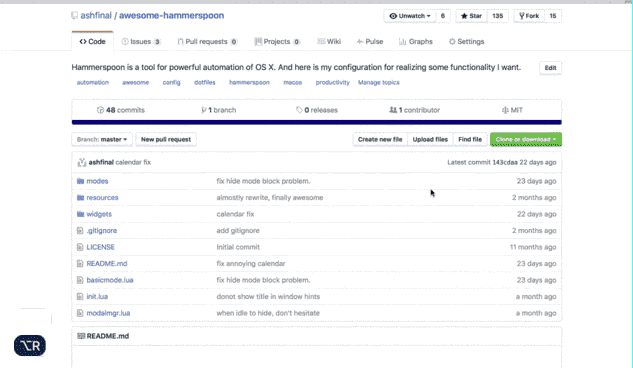 ashfinal / awesome-hammerspoon
Unwatch 6 Star 135 Fork 15
Code Issues 3 Pull requests 0 Projects 0 Wiki Pulse Graphs Settings
Hammerspoon is a tool for powerful automation of OS X. And here is my configuration for realizing some functionality I want. Edit
automation awesome config dotfiles hammerspoon macos productivity Manage topics
48 commits 1 branch 0 releases 1 contributor MIT
Branch: master New pull request Create new file Upload files Find file Clone or download
ashfinal calendar fix Latest commit 143cdaa 22 days ago
modes fix hide mode block problem. 23 days ago
resources almostly rewrite, finally awesome 2 months ago
widgets calendar fix 22 days ago
.gitignore add gitignore 2 months ago
LICENSE Initial commit 11 months ago
README.md fix annoying calendar 23 days ago
basicmode.lua fix hide mode block problem. 23 days ago
init.lua donot show title in window hints a month ago
modalmgr.lua when idle to hide, don't hesitate a month ago
README.md
⌥R